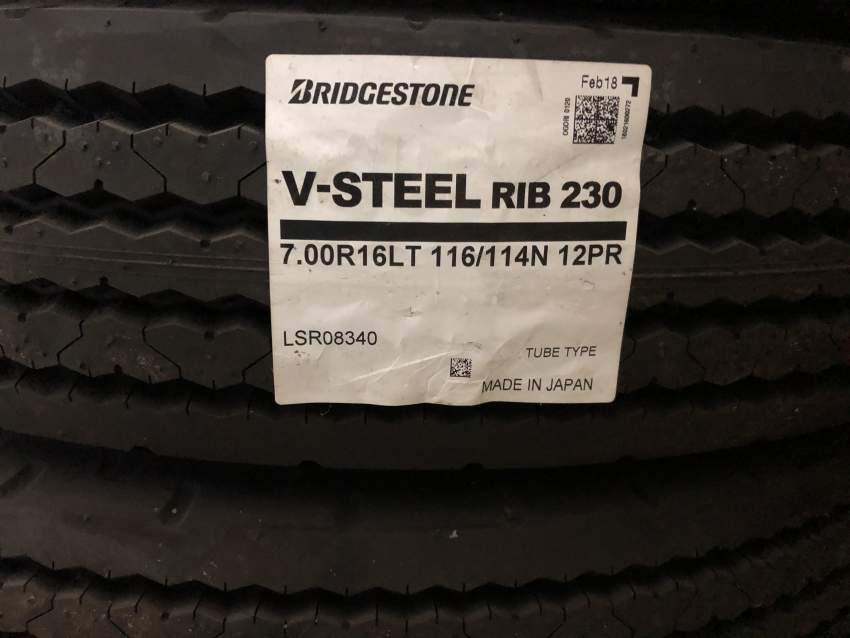 BRIDGESTONE
Feb18
V-STEEL RIB 230
7.00R16LT 116/114N 12PR
LSR08340
TUBE TYPE
MADE IN JAPAN